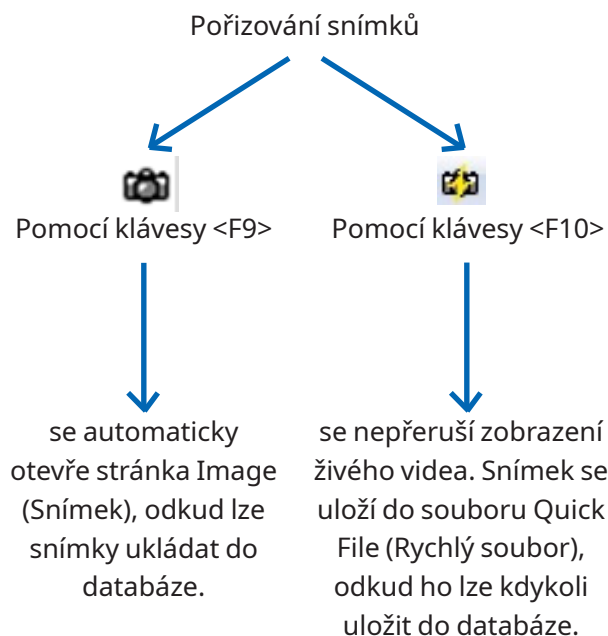 Pořizování snímků
Pomocí klávesy <F9>
se automaticky
otevře stránka Image
(Snímek), odkud lze
snímky ukládat do
databáze.
Pomocí klávesy <F10>
se nepřeruší zobrazení
živého videa. Snímek se
uloží do souboru Quick
File (Rychlý soubor),
odkud ho lze kdykoli
uložit do databáze.